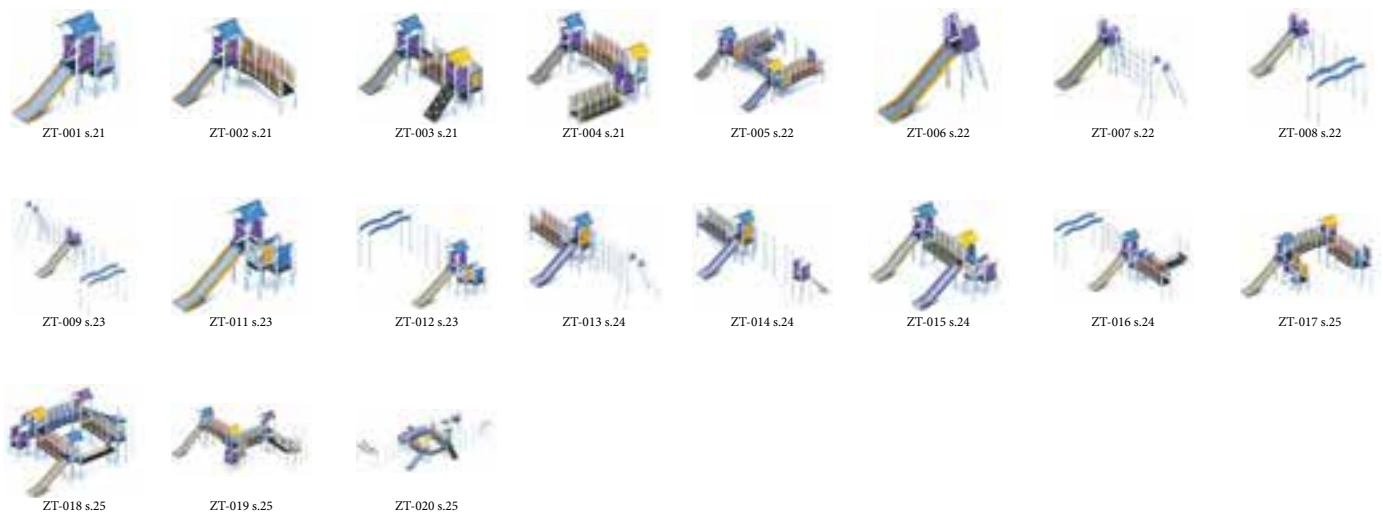 ZT-001 s.21
ZT-002 s.21
ZT-003 s.21
ZT-004 s.21
ZT-005 s.22
ZT-006 s.22
ZT-007 s.22
ZT-008 s.22
ZT-009 s.23
ZT-011 s.23
ZT-012 s.23
ZT-013 s.24
ZT-014 s.24
ZT-015 s.24
ZT-016 s.24
ZT-017 s.25
ZT-018 s.25
ZT-019 s.25
ZT-020 s.25